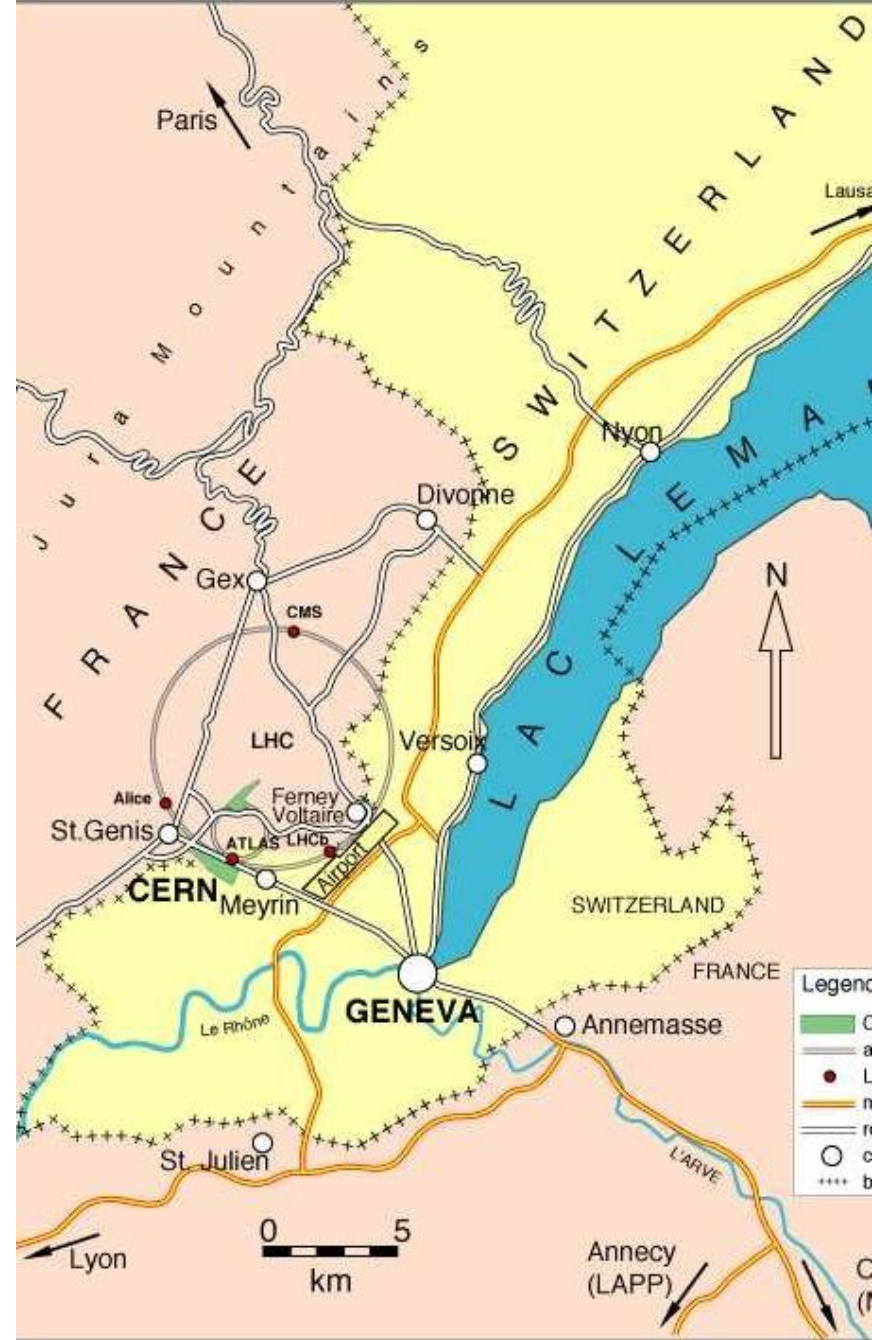 Paris
Jura Mountains
SWITZERLAND
FRANCE
LAC LEMA
Nyon
Divonne
Gex
CMS
N
LHC
Versoix
Alice
Ferney
Voltaire
St.Genis
ATLAS
LHCb
Airport
CERN
Meyrin
SWITZERLAND
FRANCE
GENEVA
Le Rhône
Annemasse
St. Julien
L'ARVE
0 5
km
Lyon
Annecy
(LAPP)